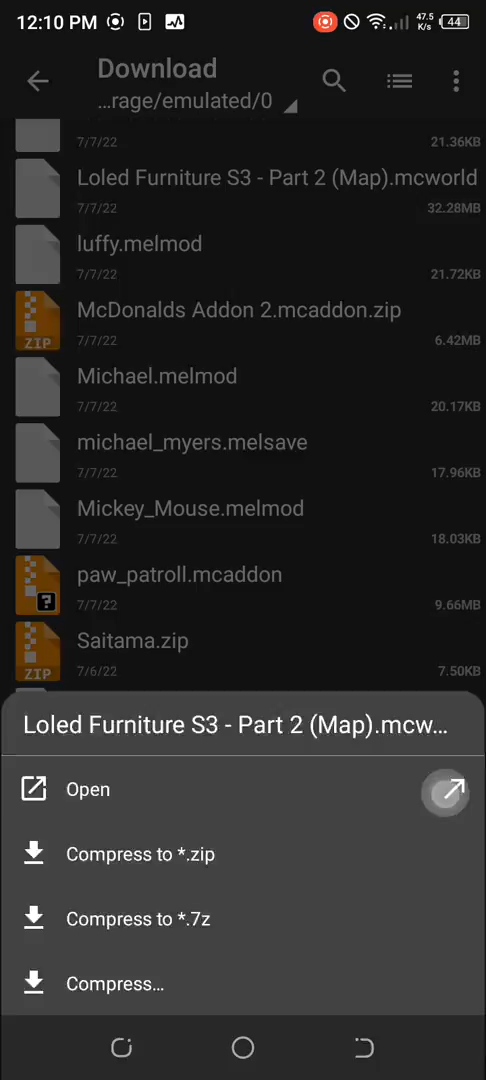 12:10 PM
47.5
K/s
44
Download
...rage/emulated/0
7/7/22
21.36KB
Loled Furniture S3 - Part 2 (Map).mcworld
7/7/22
32.28MB
luffy.melmod
7/7/22
21.72KB
McDonalds Addon 2.mcaddon.zip
ZIP
7/7/22
6.42MB
Michael.melmod
7/7/22
20.17KB
michael_myers.melsave
7/7/22
17.96KB
Mickey_Mouse.melmod
7/7/22
18.03KB
paw_patroll.mcaddon
?
7/7/22
9.66MB
Saitama.zip
ZIP
7/6/22
7.50KB
Loled Furniture S3 - Part 2 (Map).mcw...
Open
Compress to *.zip
Compress to *.7z
Compress...